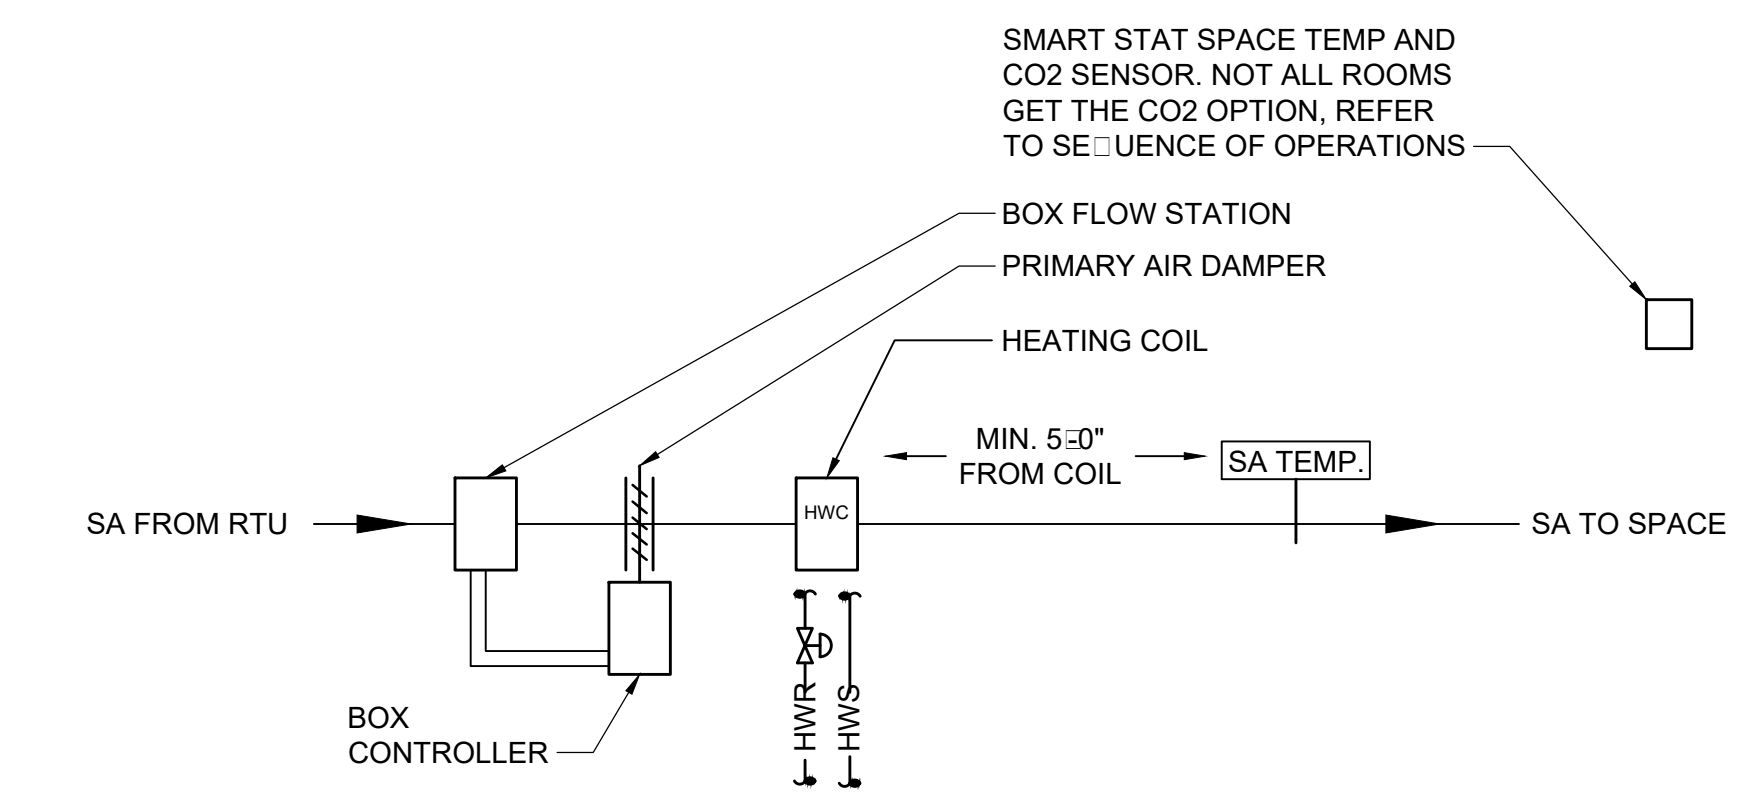 SMART STAT SPACE TEMP AND
CO2 SENSOR. NOT ALL ROOMS
GET THE CO2 OPTION, REFER
TO SE□UENCE OF OPERATIONS
BOX FLOW STATION
PRIMARY AIR DAMPER
HEATING COIL
MIN. 5□-0"
FROM COIL
SA TEMP.
SA FROM RTU
HWC
SA TO SPACE
HWR
HWS
BOX
CONTROLLER